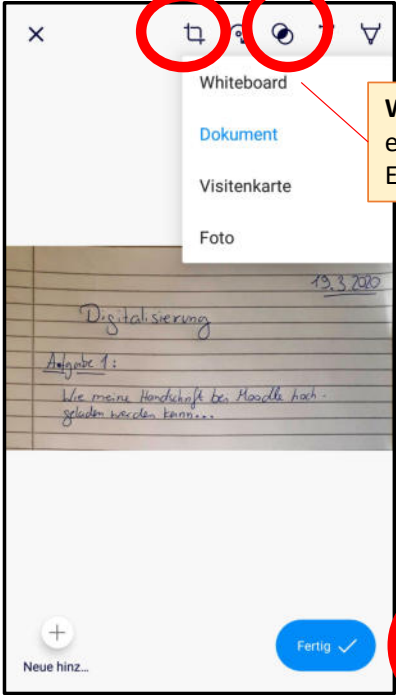 Whiteboard
Dokument
Visitenkarte
Foto
19.3.2020
Digitalisierung
Aufgabe 1:
Wie meine Handschrift bei Moodle hoch-
geladen werden kann...
Neue hinz...
Fertig